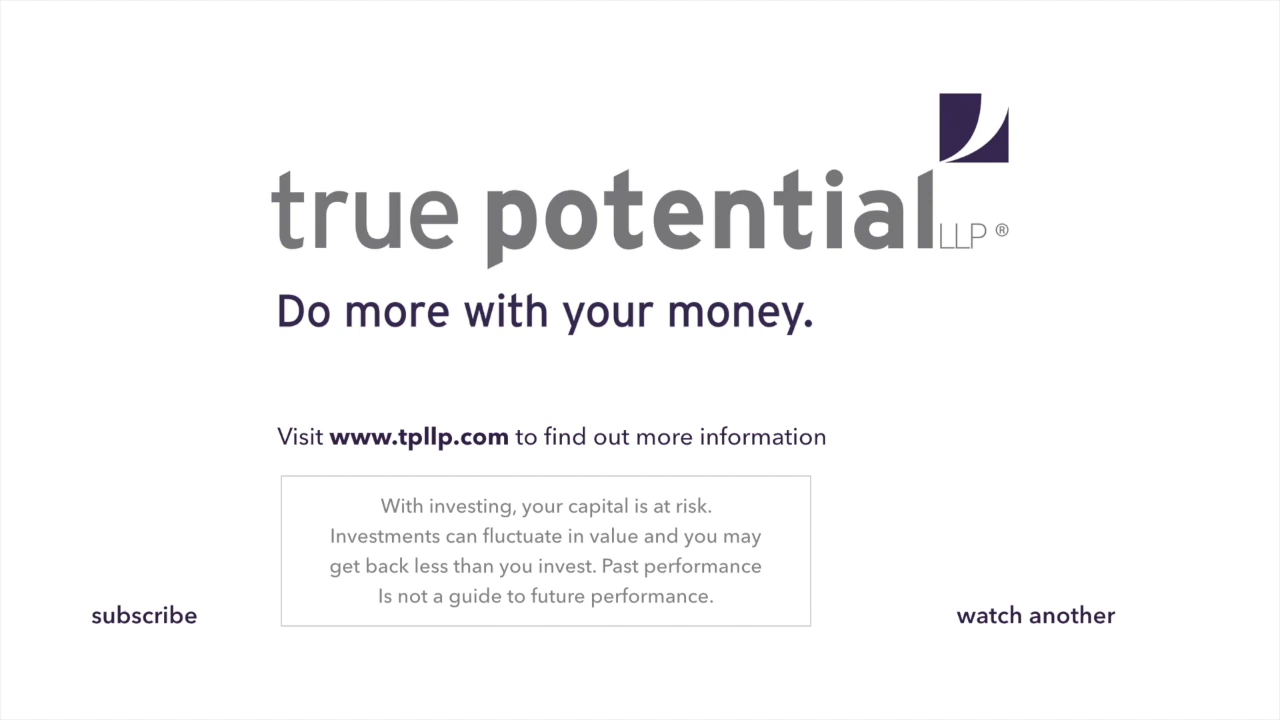 true potential LLP ®
Do more with your money.
Visit www.tpllp.com to find out more information
With investing, your capital is at risk.
Investments can fluctuate in value and you may
get back less than you invest. Past performance
Is not a guide to future performance.
subscribe
watch another